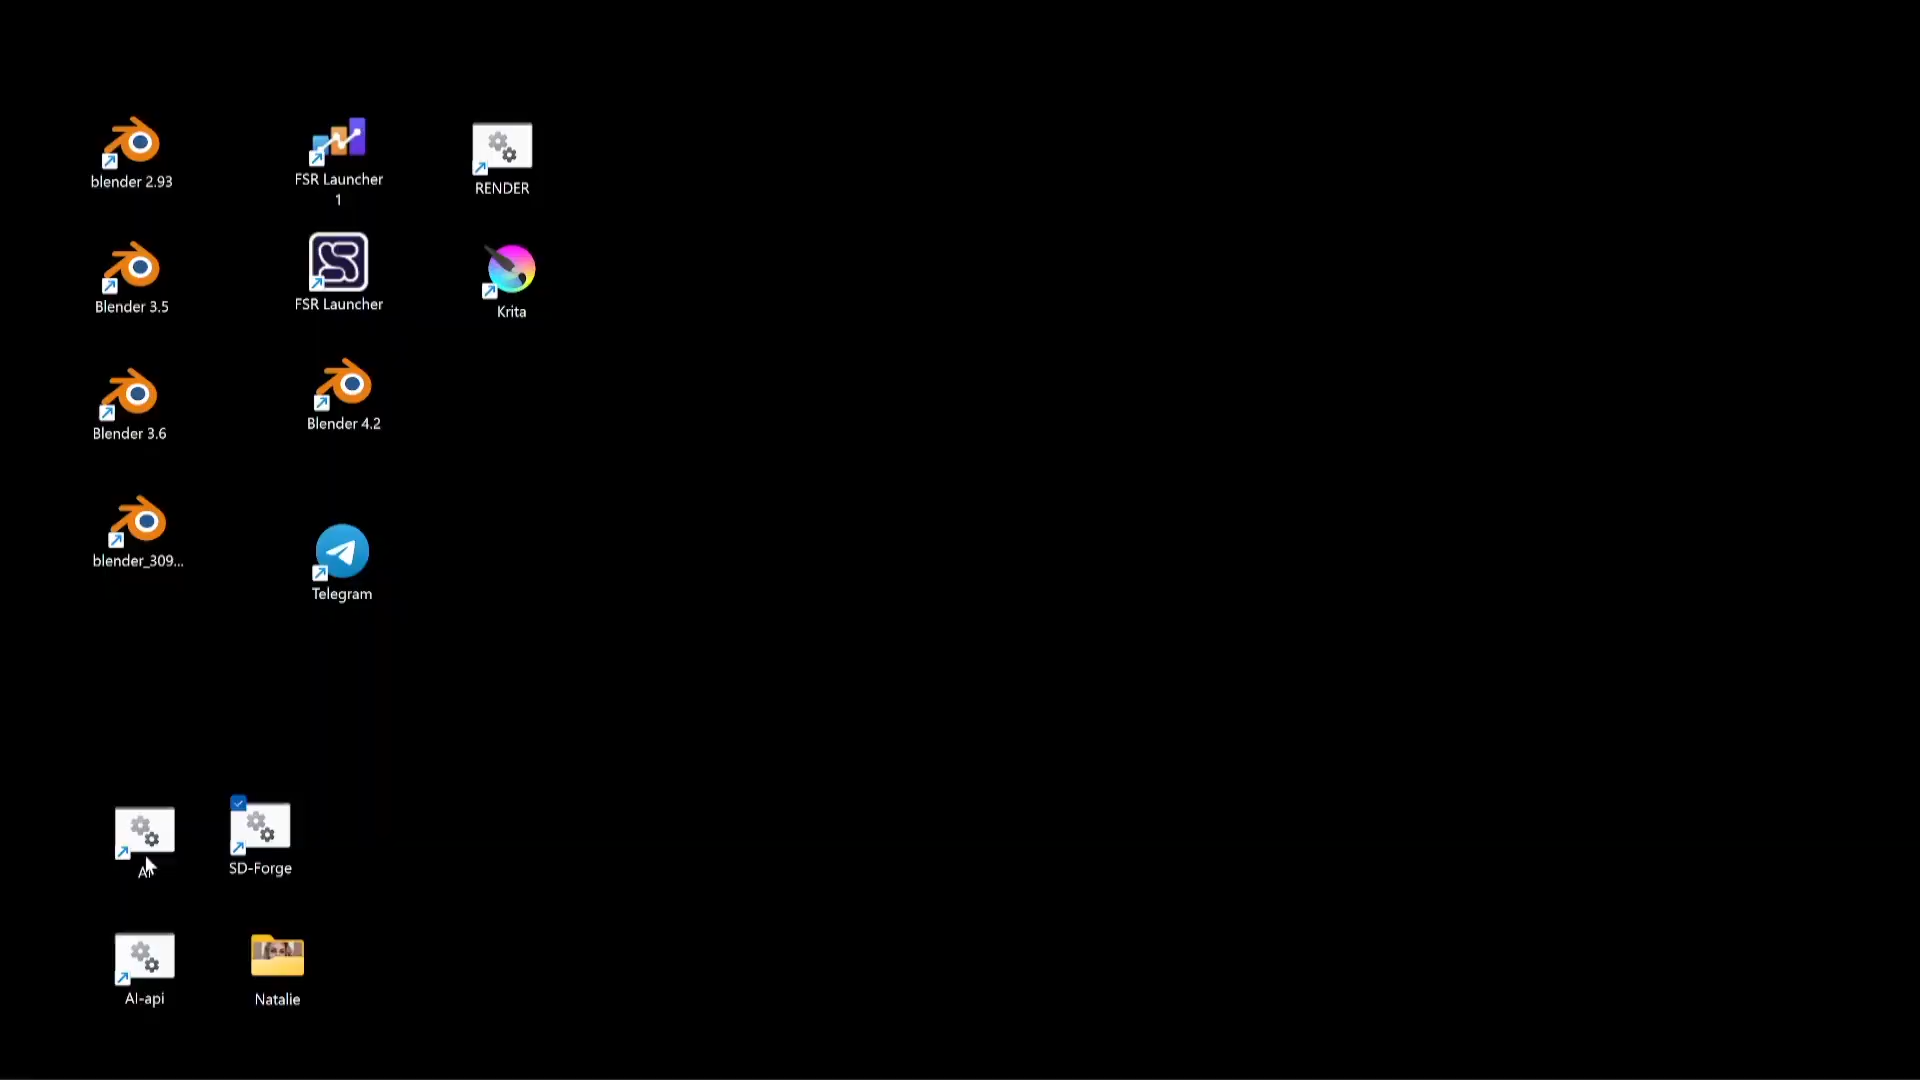 blender 2.93
FSR Launcher
1
RENDER
Blender 3.5
FSR Launcher
Krita
Blender 3.6
Blender 4.2
blender_309...
Telegram
SD-Forge
AI-api
Natalie